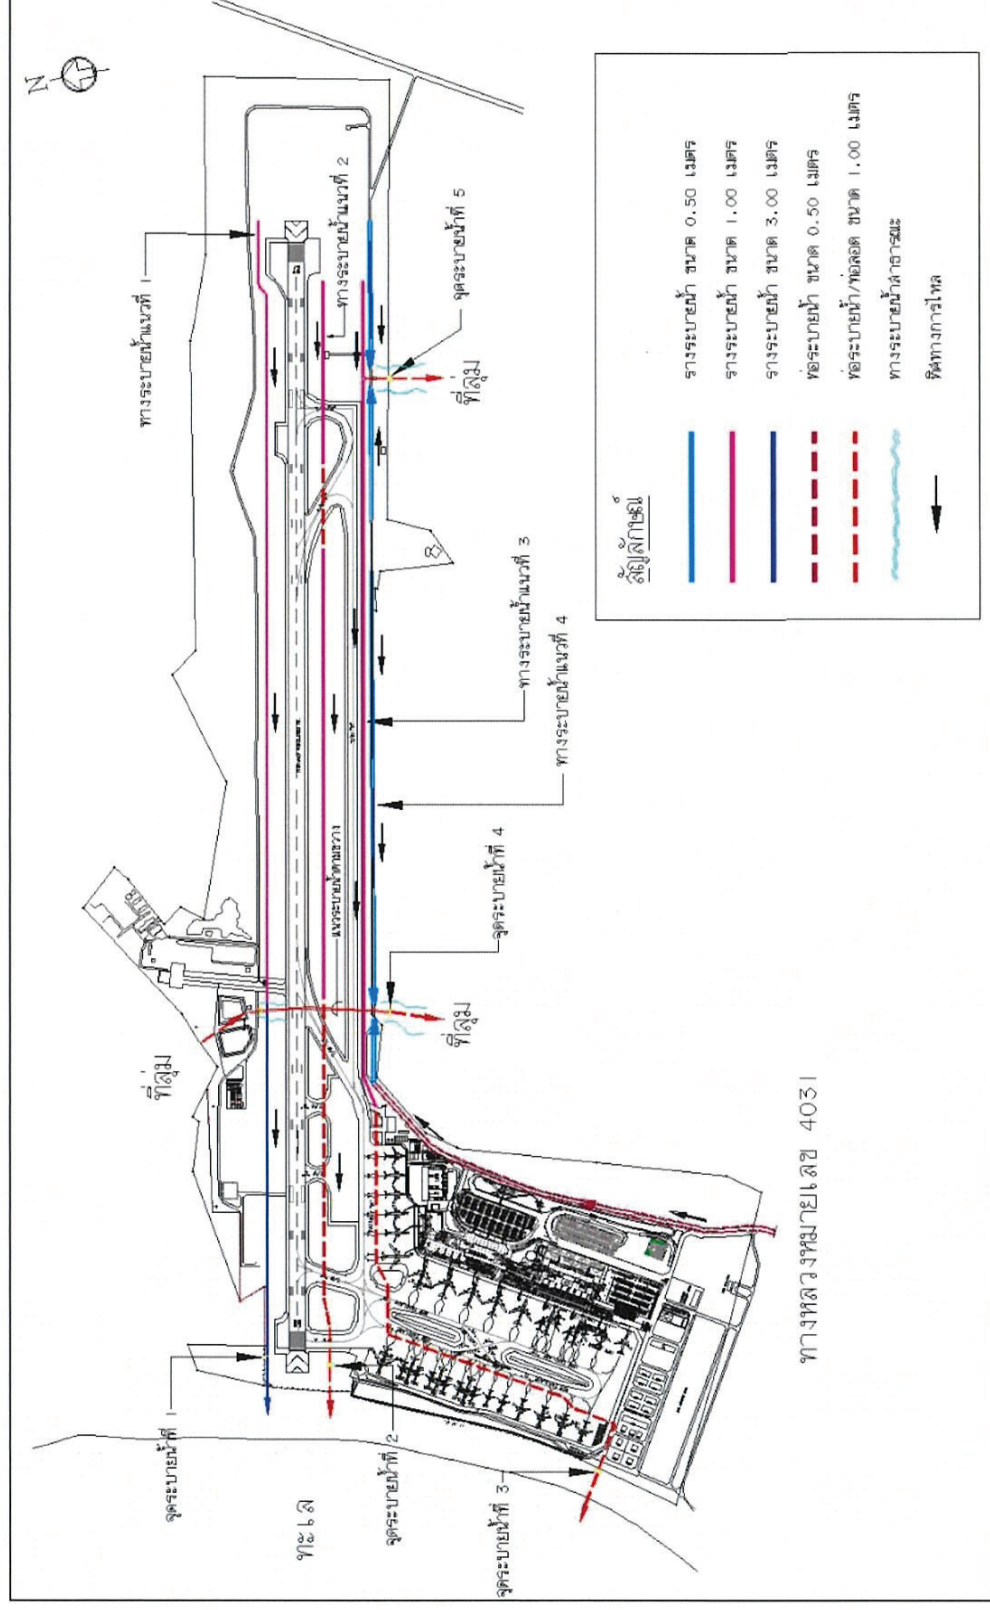 N
ทางระบายน้ำแนวที่ 1
ทางระบายน้ำแนวที่ 2
จุดระบายน้ำที่ 5
ที่ลุ่ม
ทางระบายน้ำแนวที่ 3
ทางระบายน้ำแนวที่ 4
แนวระบายน้ำตามขวาง
จุดระบายน้ำที่ 4
ที่ลุ่ม
ที่ลุ่ม
จุดระบายน้ำที่ 1
จุดระบายน้ำที่ 2
จุดระบายน้ำที่ 3
ทะเล
ทางหลวงหมายเลข 4031
สัญลักษณ์
รางระบายน้ำ ขนาด 0.50 เมตร
รางระบายน้ำ ขนาด 1.00 เมตร
รางระบายน้ำ ขนาด 3.00 เมตร
ท่อระบายน้ำ ขนาด 0.50 เมตร
ท่อระบายน้ำ/ท่อลอด ขนาด 1.00 เมตร
ทางระบายน้ำสาธารณะ
ทิศทางการไหล